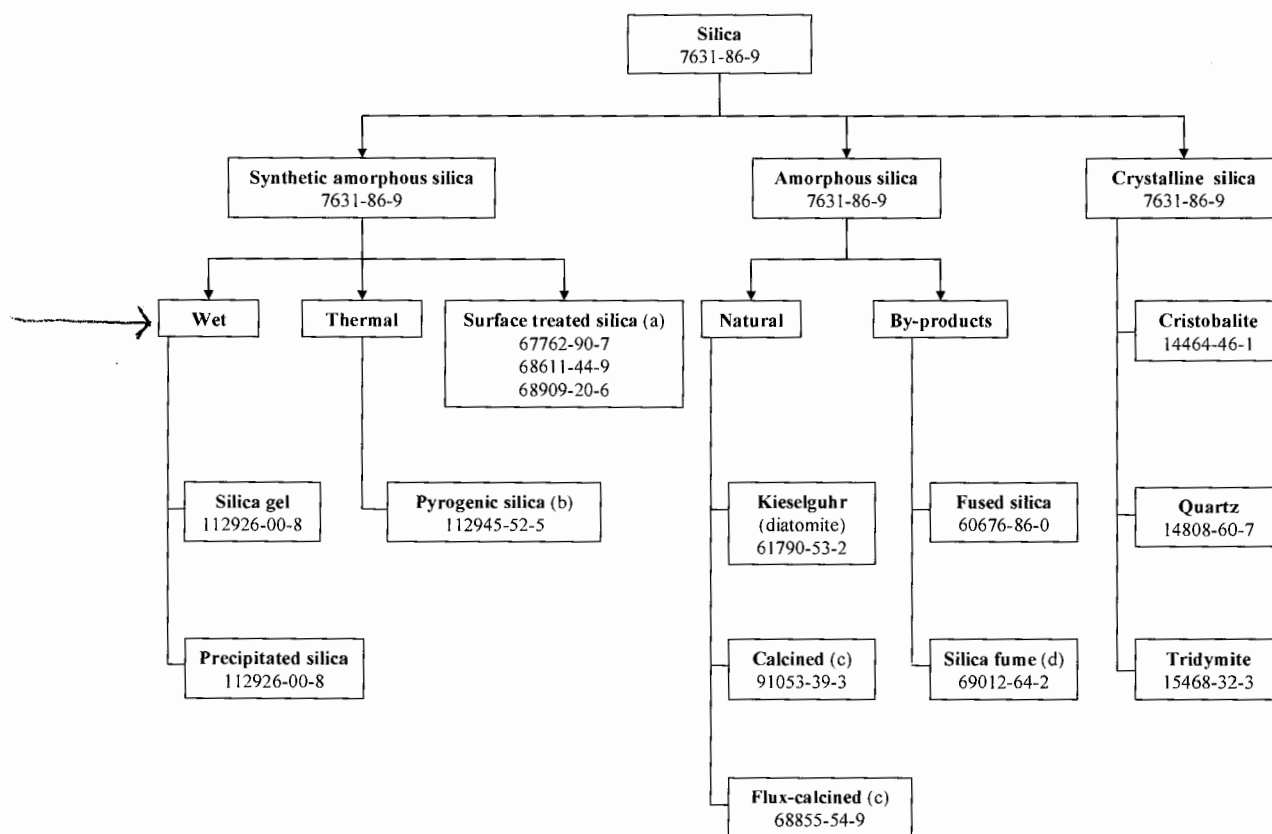 Silica
7631-86-9
Synthetic amorphous silica
7631-86-9
Amorphous silica
7631-86-9
Crystalline silica
7631-86-9
Wet
Thermal
Surface treated silica (a)
67762-90-7
68611-44-9
68909-20-6
Natural
By-products
Cristobalite
14464-46-1
Silica gel
112926-00-8
Pyrogenic silica (b)
112945-52-5
Kieselguhr
(diatomite)
61790-53-2
Fused silica
60676-86-0
Quartz
14808-60-7
Precipitated silica
112926-00-8
Calcined (c)
91053-39-3
Silica fume (d)
69012-64-2
Tridymite
15468-32-3
Flux-calcined (c)
68855-54-9